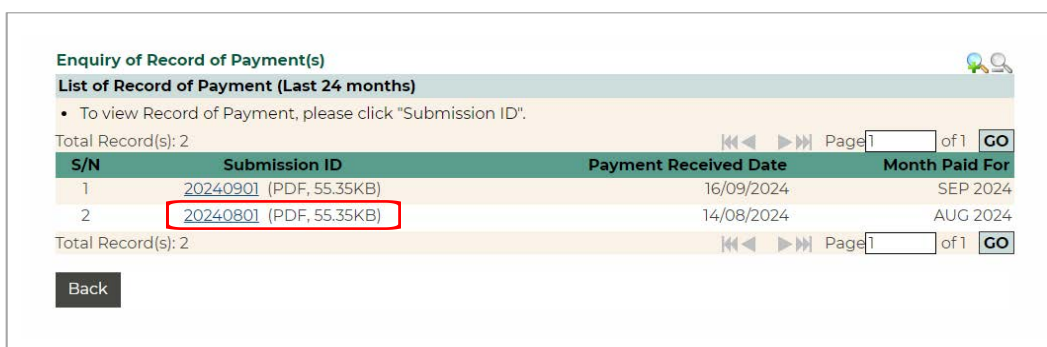 Enquiry of Record of Payment(s)
List of Record of Payment (Last 24 months)
• To view Record of Payment, please click "Submission ID".
Total Record(s): 2 Page 1 of 1 GO
S/N Submission ID Payment Received Date Month Paid For
1 20240901 (PDF, 55.35KB) 16/09/2024 SEP 2024
2 20240801 (PDF, 55.35KB) 14/08/2024 AUG 2024
Total Record(s): 2 Page 1 of 1 GO
Back